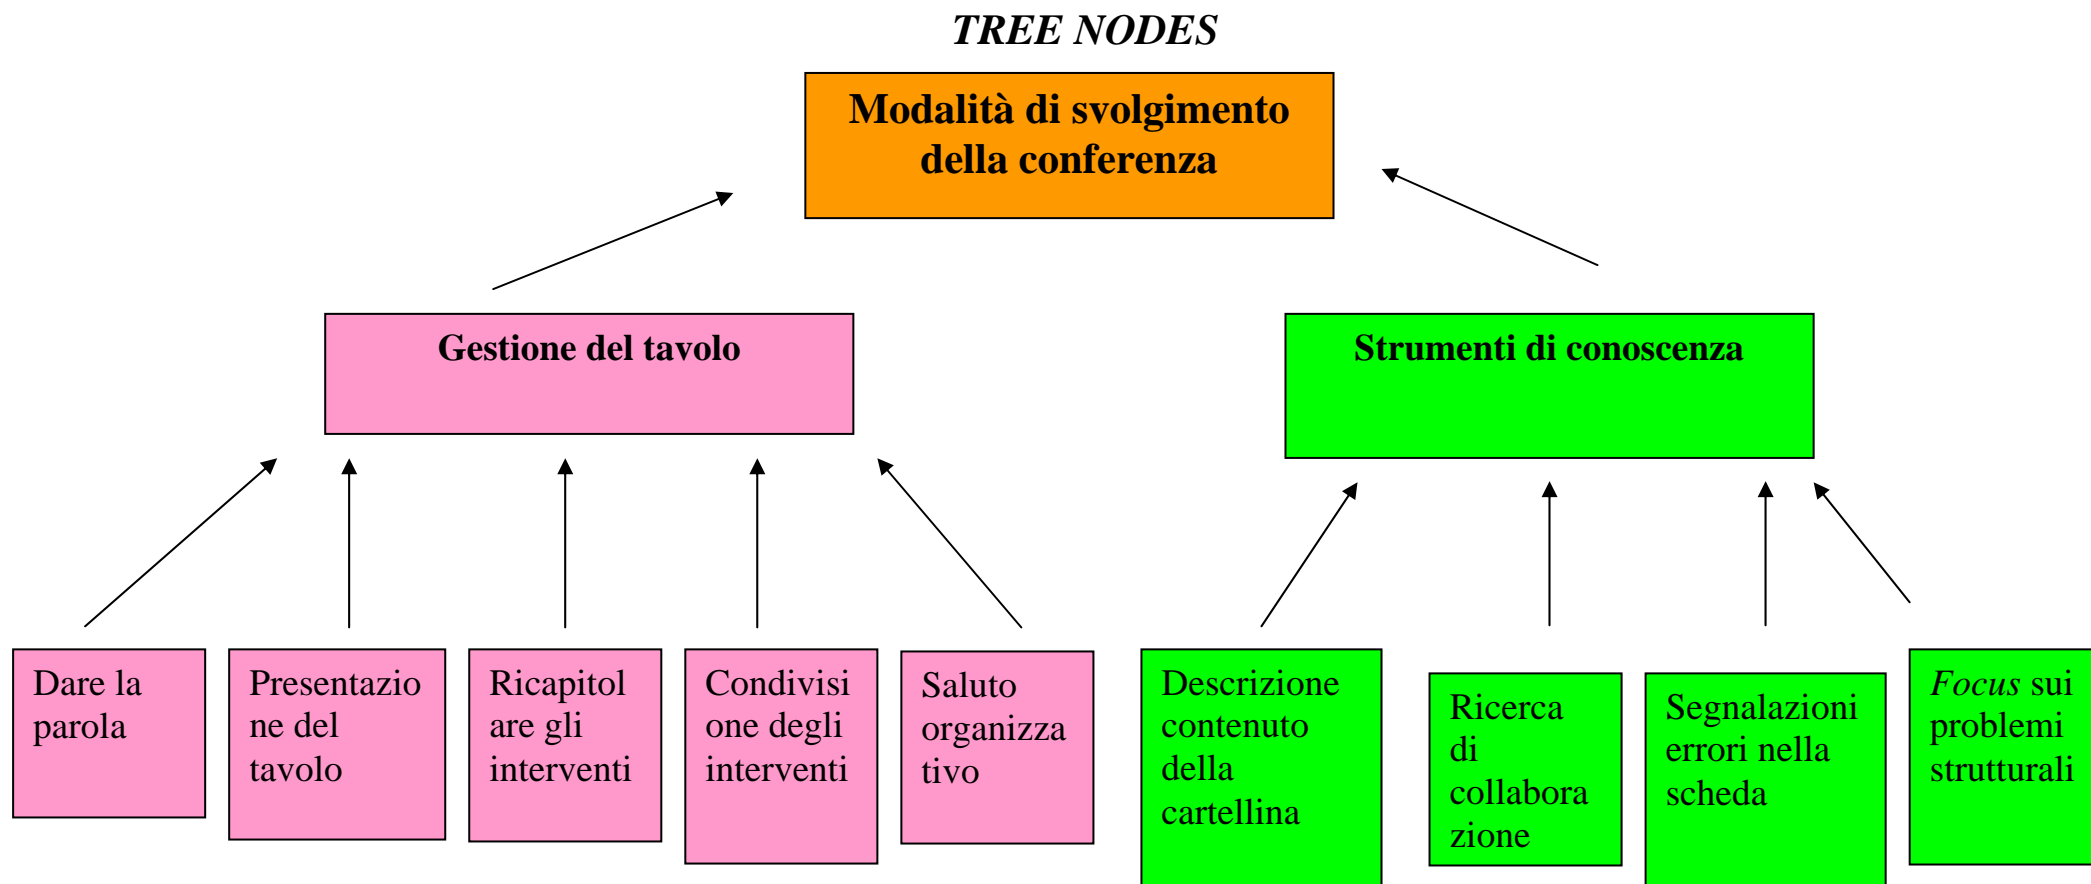 TREE NODES
Modalità di svolgimento
della conferenza
Gestione del tavolo
Strumenti di conoscenza
Dare la
parola
Presentazio
ne del
tavolo
Ricapitol
are gli
interventi
Condivisi
one degli
interventi
Saluto
organizza
tivo
Descrizione
contenuto
della
cartellina
Ricerca
di
collabora
zione
Segnalazioni
errori nella
scheda
Focus sui
problemi
strutturali